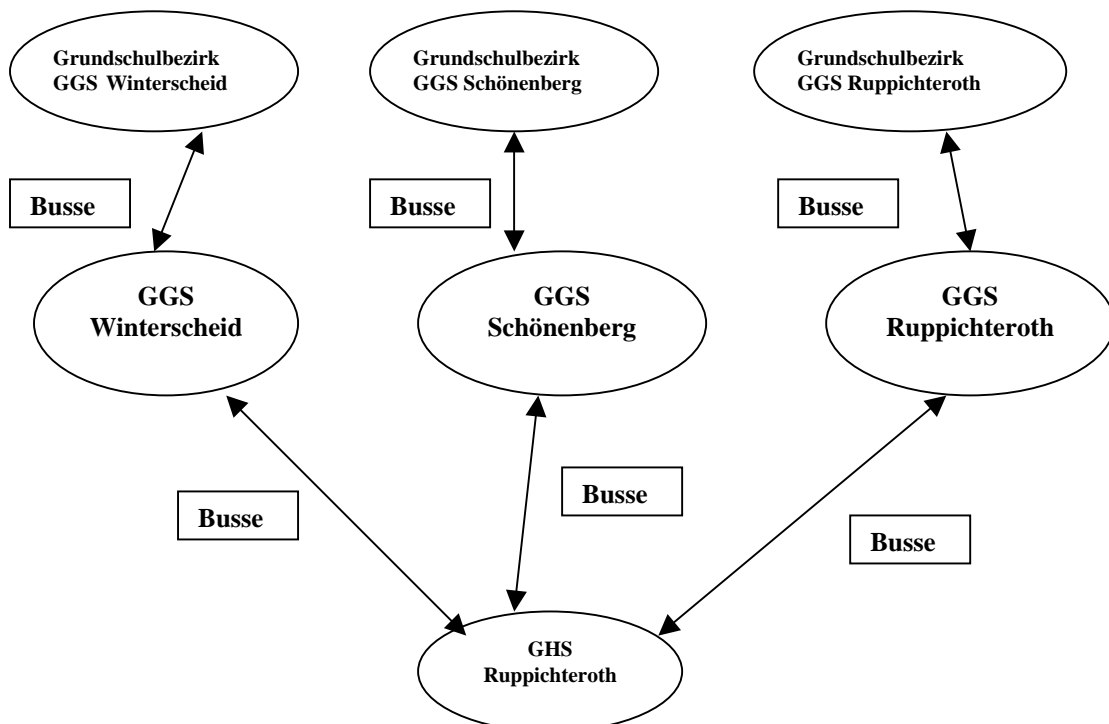 Grundschulbezirk
GGS Winterscheid
Grundschulbezirk
GGS Schönenberg
Grundschulbezirk
GGS Ruppichteroth
Busse
Busse
Busse
GGS
Winterscheid
GGS
Schönenberg
GGS
Ruppichteroth
Busse
Busse
Busse
GHS
Ruppichteroth